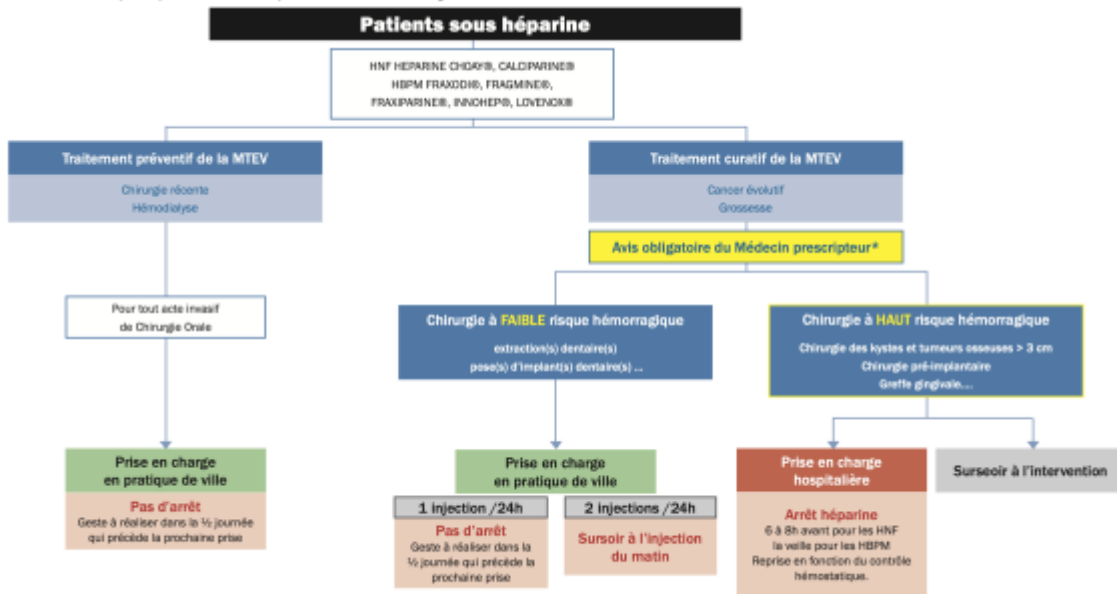 Patients sous héparine
HNF HEPARINE CHOAY®, CALCIPARINE®
HBPM FRAXODI®, FRAGMINE®,
FRAXIPARINE®, INNOHEP®, LOVENOX®
Traitement préventif de la MTEV
Chirurgie récente
Hémodialyse
Traitement curatif de la MTEV
Cancer évolutif
Grossesse
Avis obligatoire du Médecin prescripteur*
Pour tout acte invasif
de Chirurgie Orale
Chirurgie à FAIBLE risque hémorragique
extraction(s) dentaire(s)
pose(s) d'implant(s) dentaire(s) ...
Chirurgie à HAUT risque hémorragique
Chirurgie des kystes et tumeurs osseuses > 3 cm
Chirurgie pré-implantaire
Greffe gingivale....
Prise en charge
en pratique de ville
Pas d'arrêt
Geste à réaliser dans la ½ journée
qui précède la prochaine prise
Prise en charge
en pratique de ville
1 injection /24h
Pas d'arrêt
Geste à réaliser dans la
½ journée qui précède la
prochaine prise
2 injections /24h
Sursoir à l'injection
du matin
Prise en charge
hospitalière
Arrêt héparine
6 à 8h avant pour les HNF
la veille pour les HBPM
Reprise en fonction du contrôle
hémostatique.
Surseoir à l'intervention